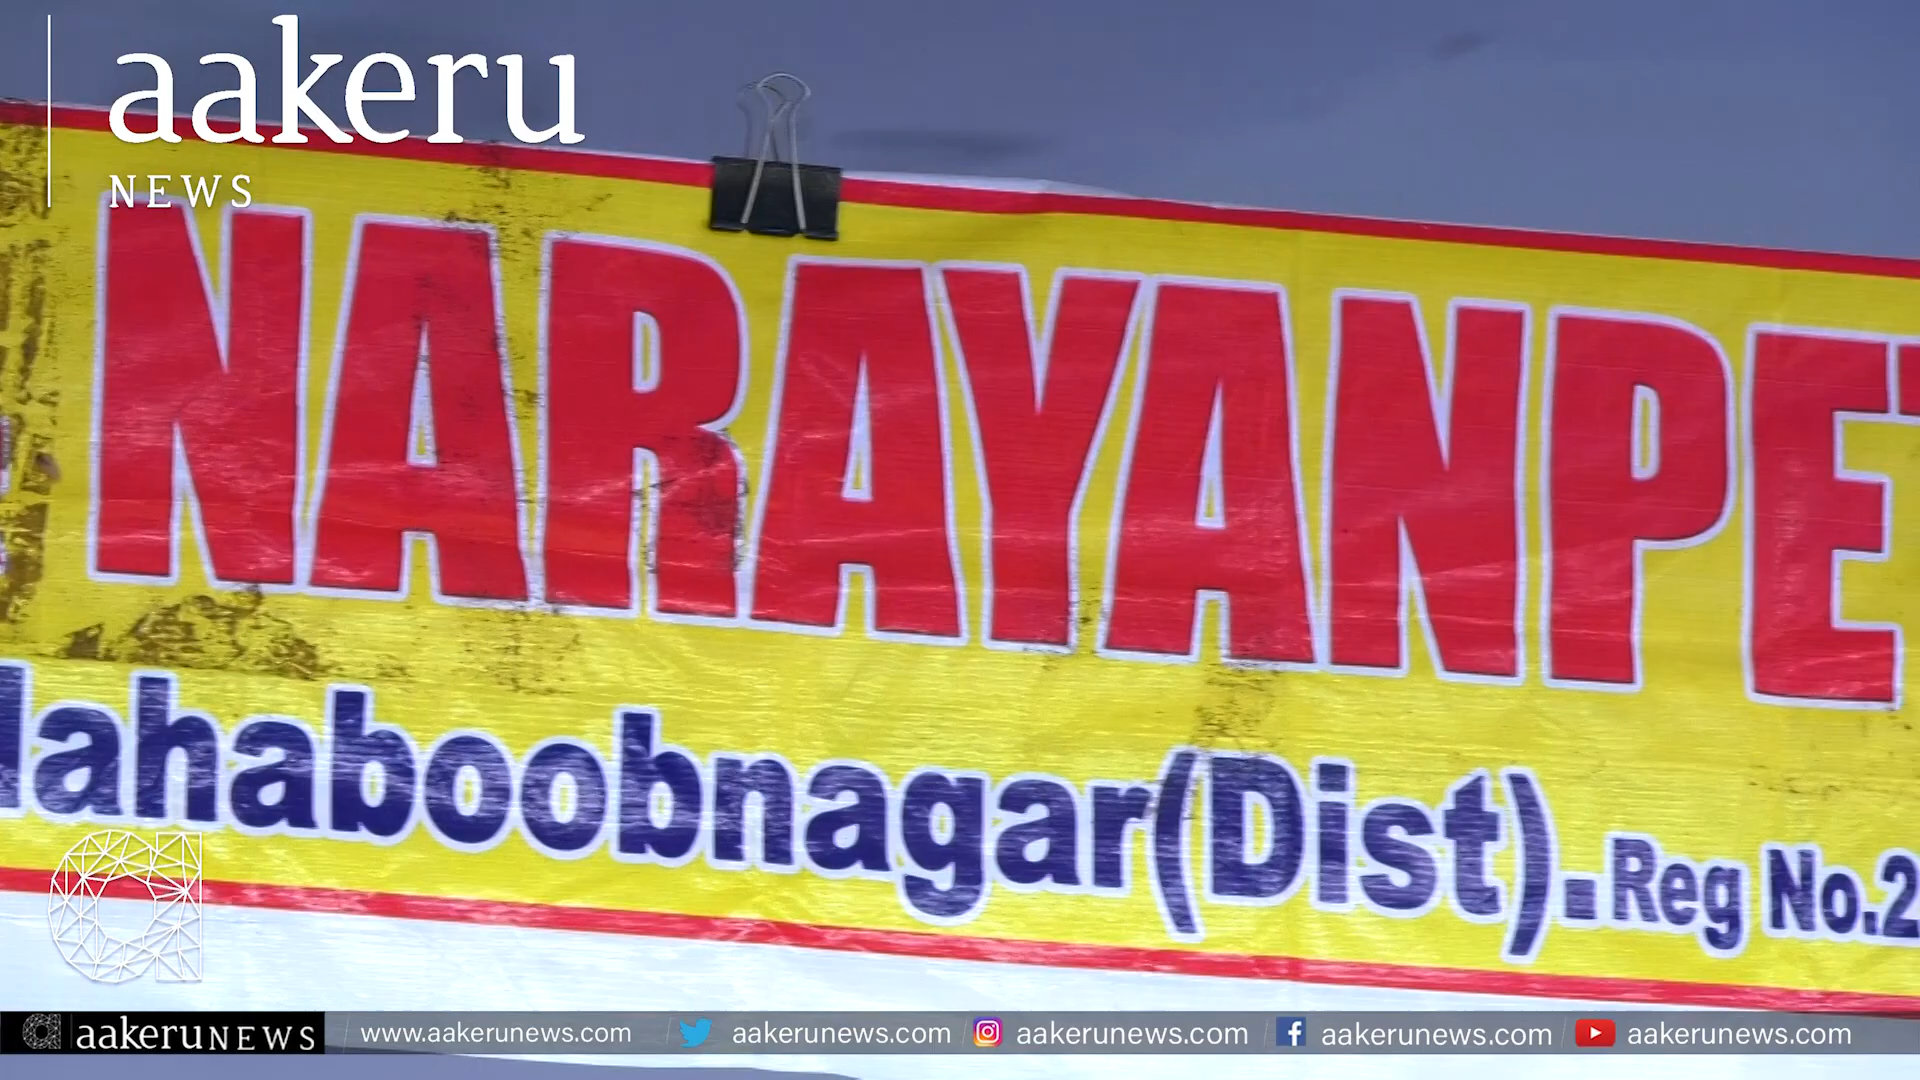 aakeru
NEWS
NARAYANPE
ahaboobnagar(Dist).Reg No.2
aakeruNEWS www.aakerunews.com aakerunews.com aakerunews.com aakerunews.com aakerunews.com